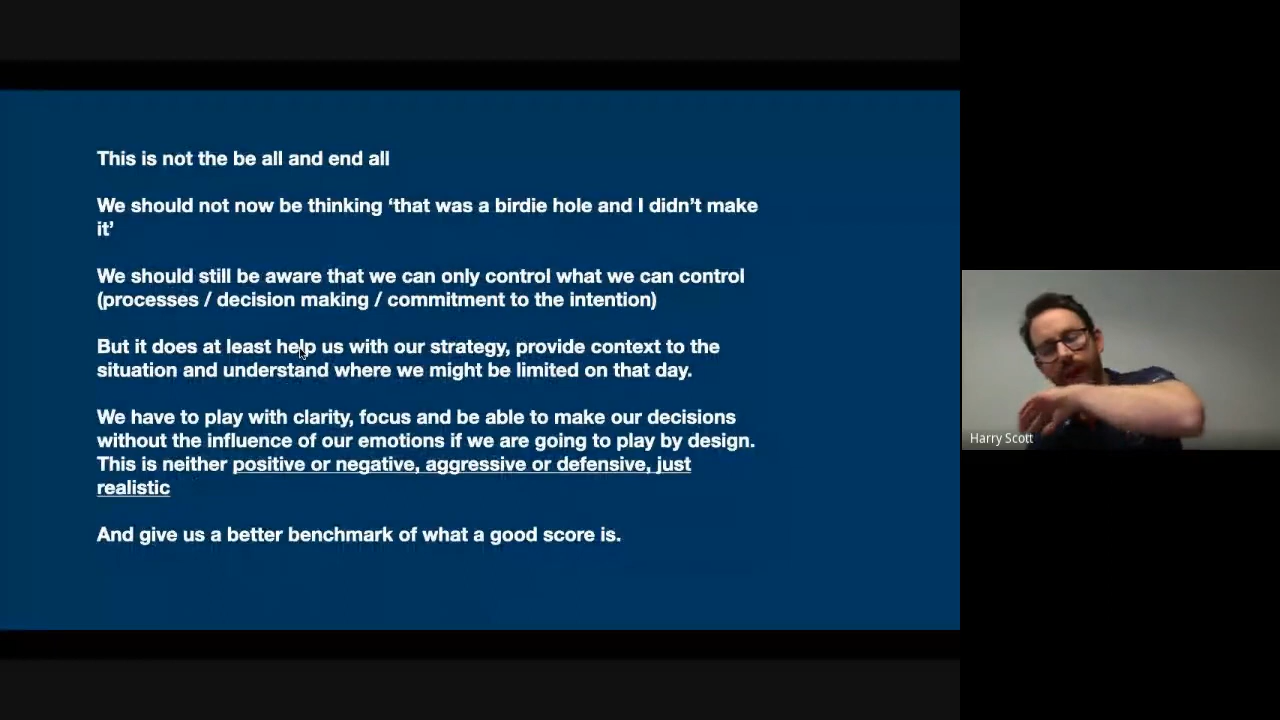 This is not the be all and end all
We should not now be thinking ‘that was a birdie hole and I didn’t make
it’
We should still be aware that we can only control what we can control
(processes / decision making / commitment to the intention)
But it does at least help us with our strategy, provide context to the
situation and understand where we might be limited on that day.
We have to play with clarity, focus and be able to make our decisions
without the influence of our emotions if we are going to play by design.
This is neither positive or negative, aggressive or defensive, just
realistic
And give us a better benchmark of what a good score is.
Harry Scott